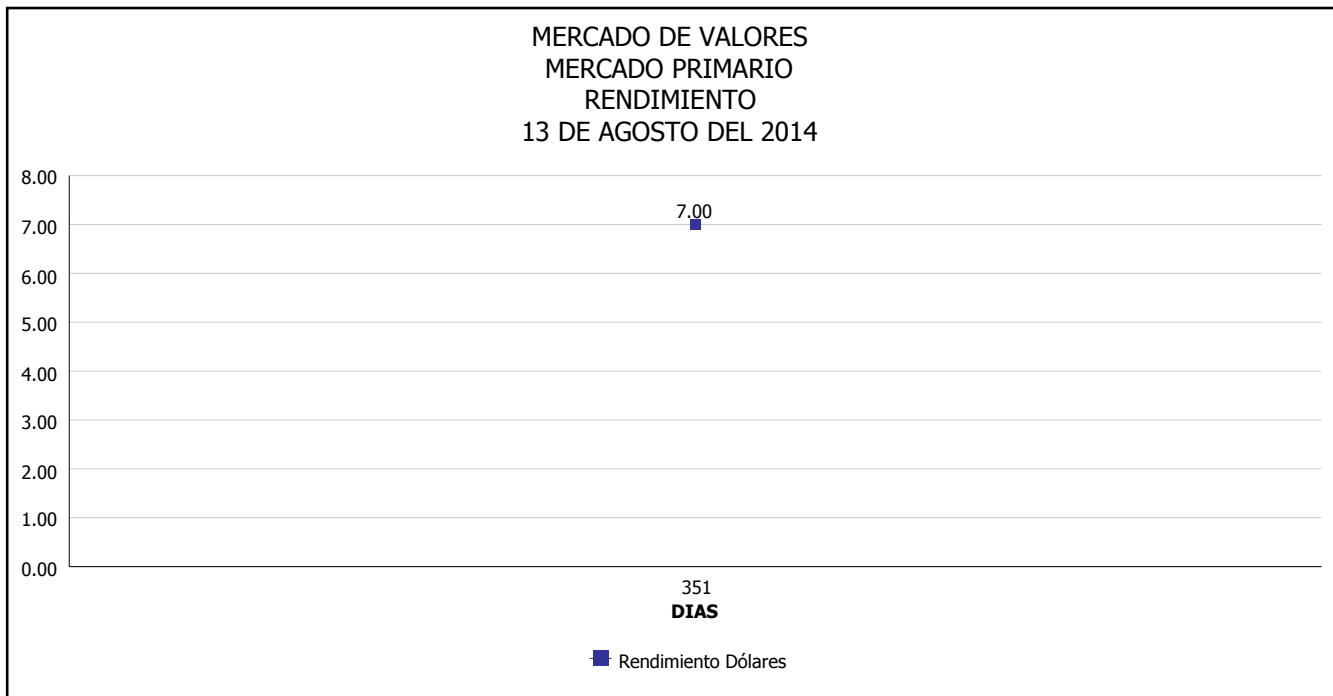 MERCADO DE VALORES
MERCADO PRIMARIO
RENDIMIENTO
13 DE AGOSTO DEL 2014
8.00
7.00
7.00
6.00
5.00
4.00
3.00
2.00
1.00
0.00
351
DIAS
Rendimiento Dólares